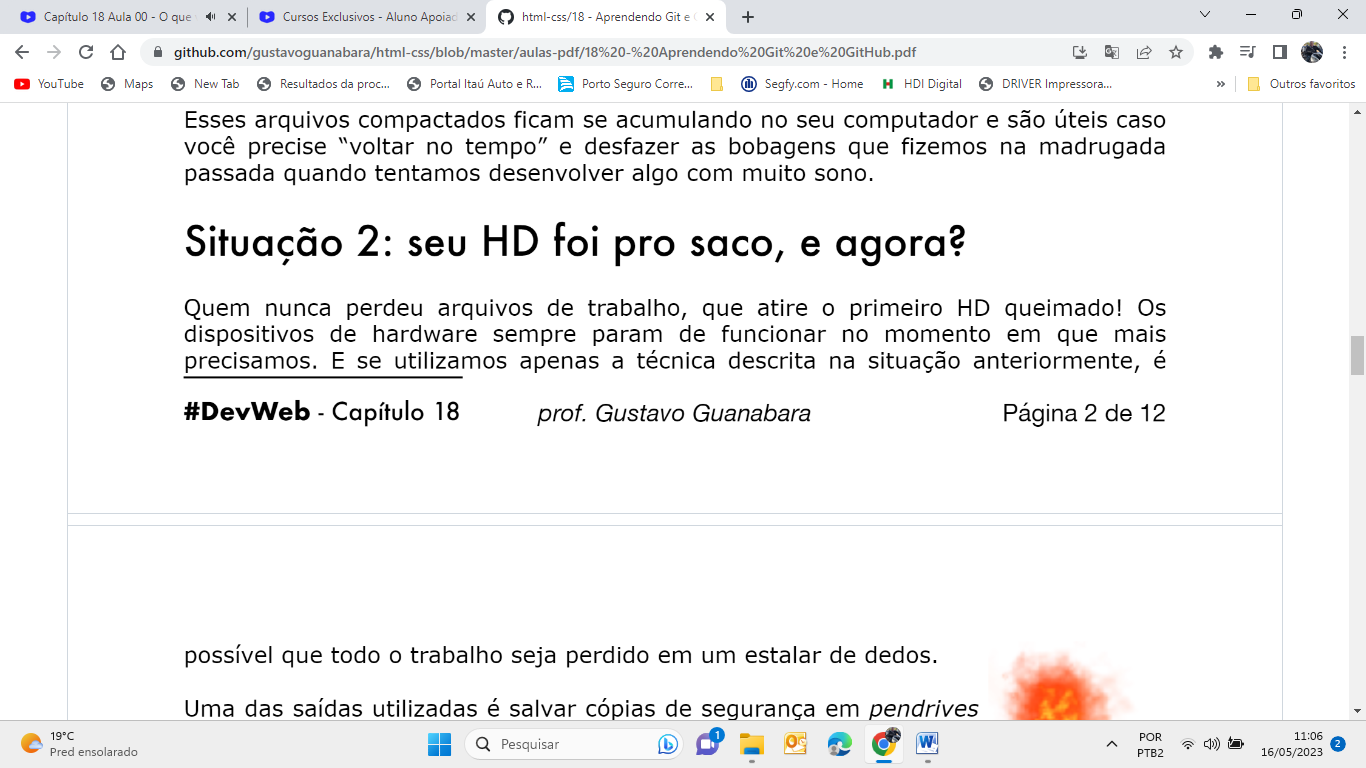 Capítulo 18 Aula 00 - O que
Cursos Exclusivos - Aluno Apoiad
html-css/18 - Aprendendo Git e
github.com/gustavoguanabara/html-css/blob/master/aulas-pdf/18%20-%20Aprendendo%20Git%20e%20GitHub.pdf
YouTube Maps New Tab Resultados da proc... Portal Itaú Auto e R... Porto Seguro Corre... Segfy.com - Home HDI Digital DRIVER Impressora... » Outros favoritos
Esses arquivos compactados ficam se acumulando no seu computador e são úteis caso
você precise “voltar no tempo” e desfazer as bobagens que fizemos na madrugada
passada quando tentamos desenvolver algo com muito sono.
Situação 2: seu HD foi pro saco, e agora?
Quem nunca perdeu arquivos de trabalho, que atire o primeiro HD queimado! Os
dispositivos de hardware sempre param de funcionar no momento em que mais
precisamos. E se utilizamos apenas a técnica descrita na situação anteriormente, é
#DevWeb - Capítulo 18 prof. Gustavo Guanabara Página 2 de 12
possível que todo o trabalho seja perdido em um estalar de dedos.
Uma das saídas utilizadas é salvar cópias de segurança em pendrives
19°C
Pred ensolarado
Pesquisar
1
POR
PTB2
11:06
16/05/2023
2